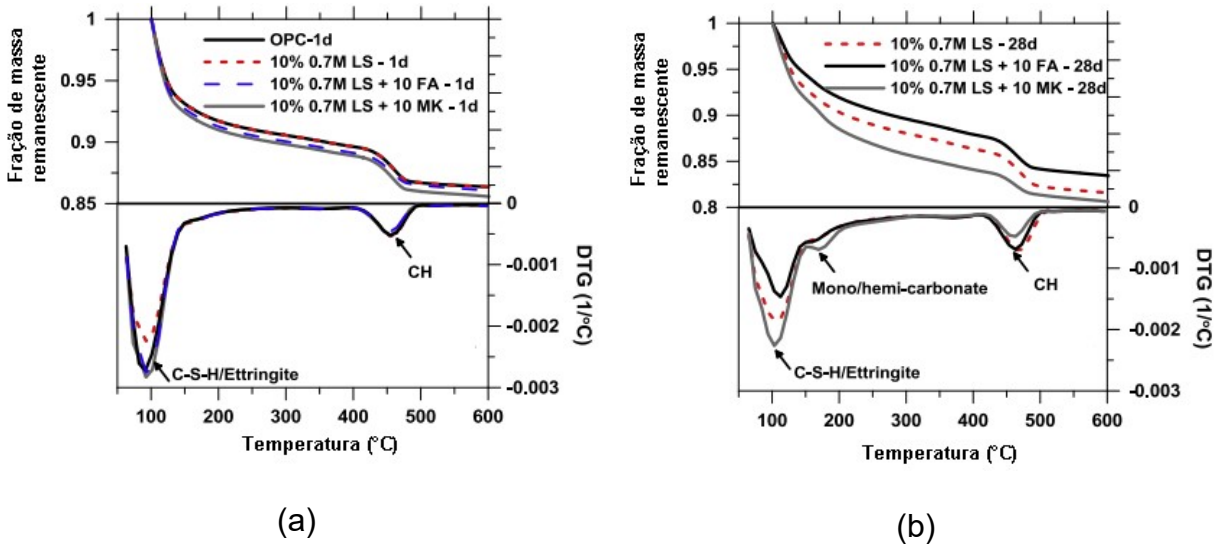 1
OPC-1d
10% 0.7M LS - 1d
10% 0.7M LS + 10 FA - 1d
10% 0.7M LS + 10 MK - 1d
0.95
0.9
0.85
Fração de massa
remanescente
0
CH
-0.001
-0.002
C-S-H/Ettringite
-0.003
DTG (1/°C)
100 200 300 400 500 600
Temperatura (°C)
(a)
1
10% 0.7M LS - 28d
10% 0.7M LS + 10 FA - 28d
10% 0.7M LS + 10 MK - 28d
0.95
0.9
0.85
0.8
Fração de massa
remanescente
0
-0.001
Mono/hemi-carbonate
CH
-0.002
C-S-H/Ettringite
-0.003
DTG (1/°C)
100 200 300 400 500 600
Temperatura (°C)
(b)